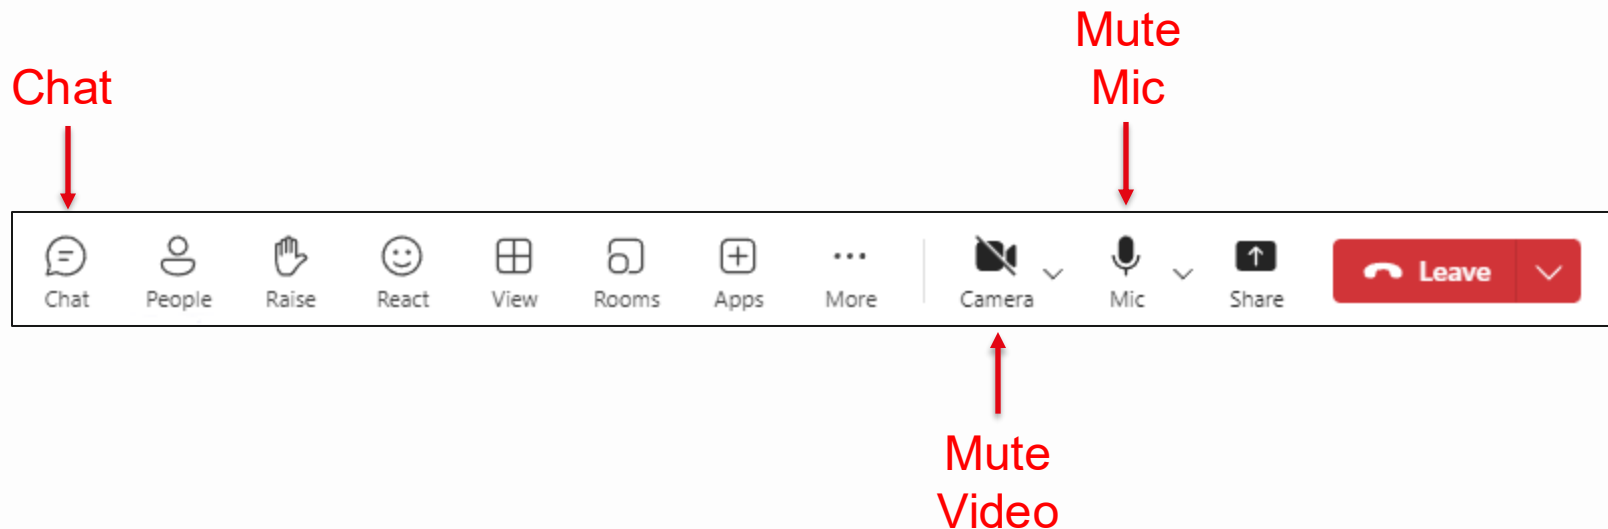 Mute
Mic
Chat
Chat People Raise React View Rooms Apps More Camera Mic Share Leave
Mute
Video